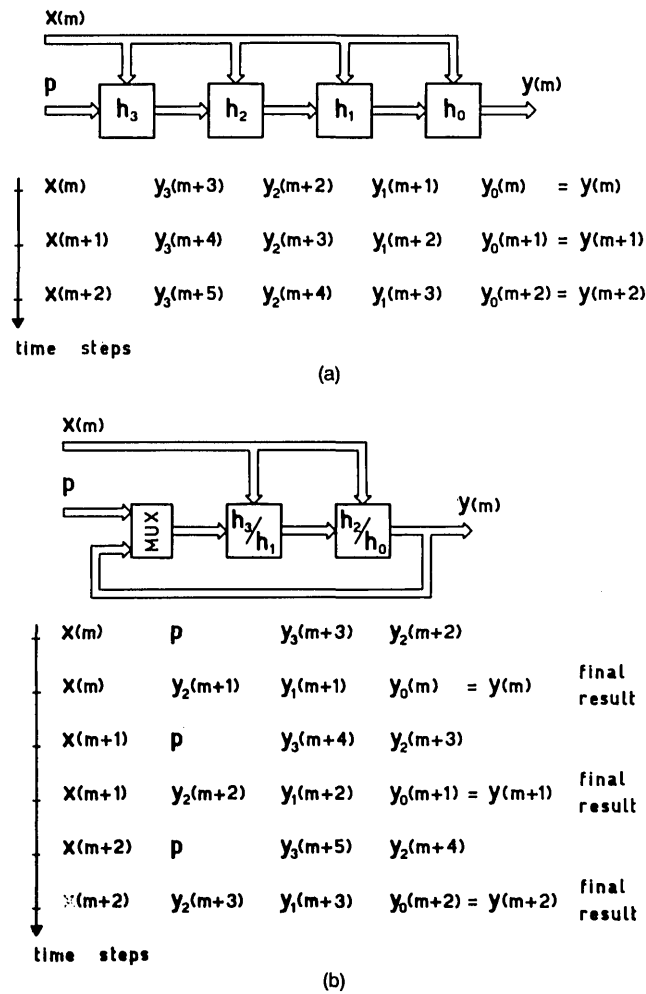 x(m)
p h₃ h₂ h₁ h₀ y(m)
x(m) y₃(m+3) y₂(m+2) y₁(m+1) y₀(m) = y(m)
x(m+1) y₃(m+4) y₂(m+3) y₁(m+2) y₀(m+1) = y(m+1)
x(m+2) y₃(m+5) y₂(m+4) y₁(m+3) y₀(m+2) = y(m+2)
time steps
(a)
x(m)
p MUX h₃/h₁ h₂/h₀ y(m)
x(m) p y₃(m+3) y₂(m+2)
x(m) y₂(m+1) y₁(m+1) y₀(m) = y(m) final result
x(m+1) p y₃(m+4) y₂(m+3)
x(m+1) y₂(m+2) y₁(m+2) y₀(m+1) = y(m+1) final result
x(m+2) p y₃(m+5) y₂(m+4)
x(m+2) y₂(m+3) y₁(m+3) y₀(m+2) = y(m+2) final result
time steps
(b)